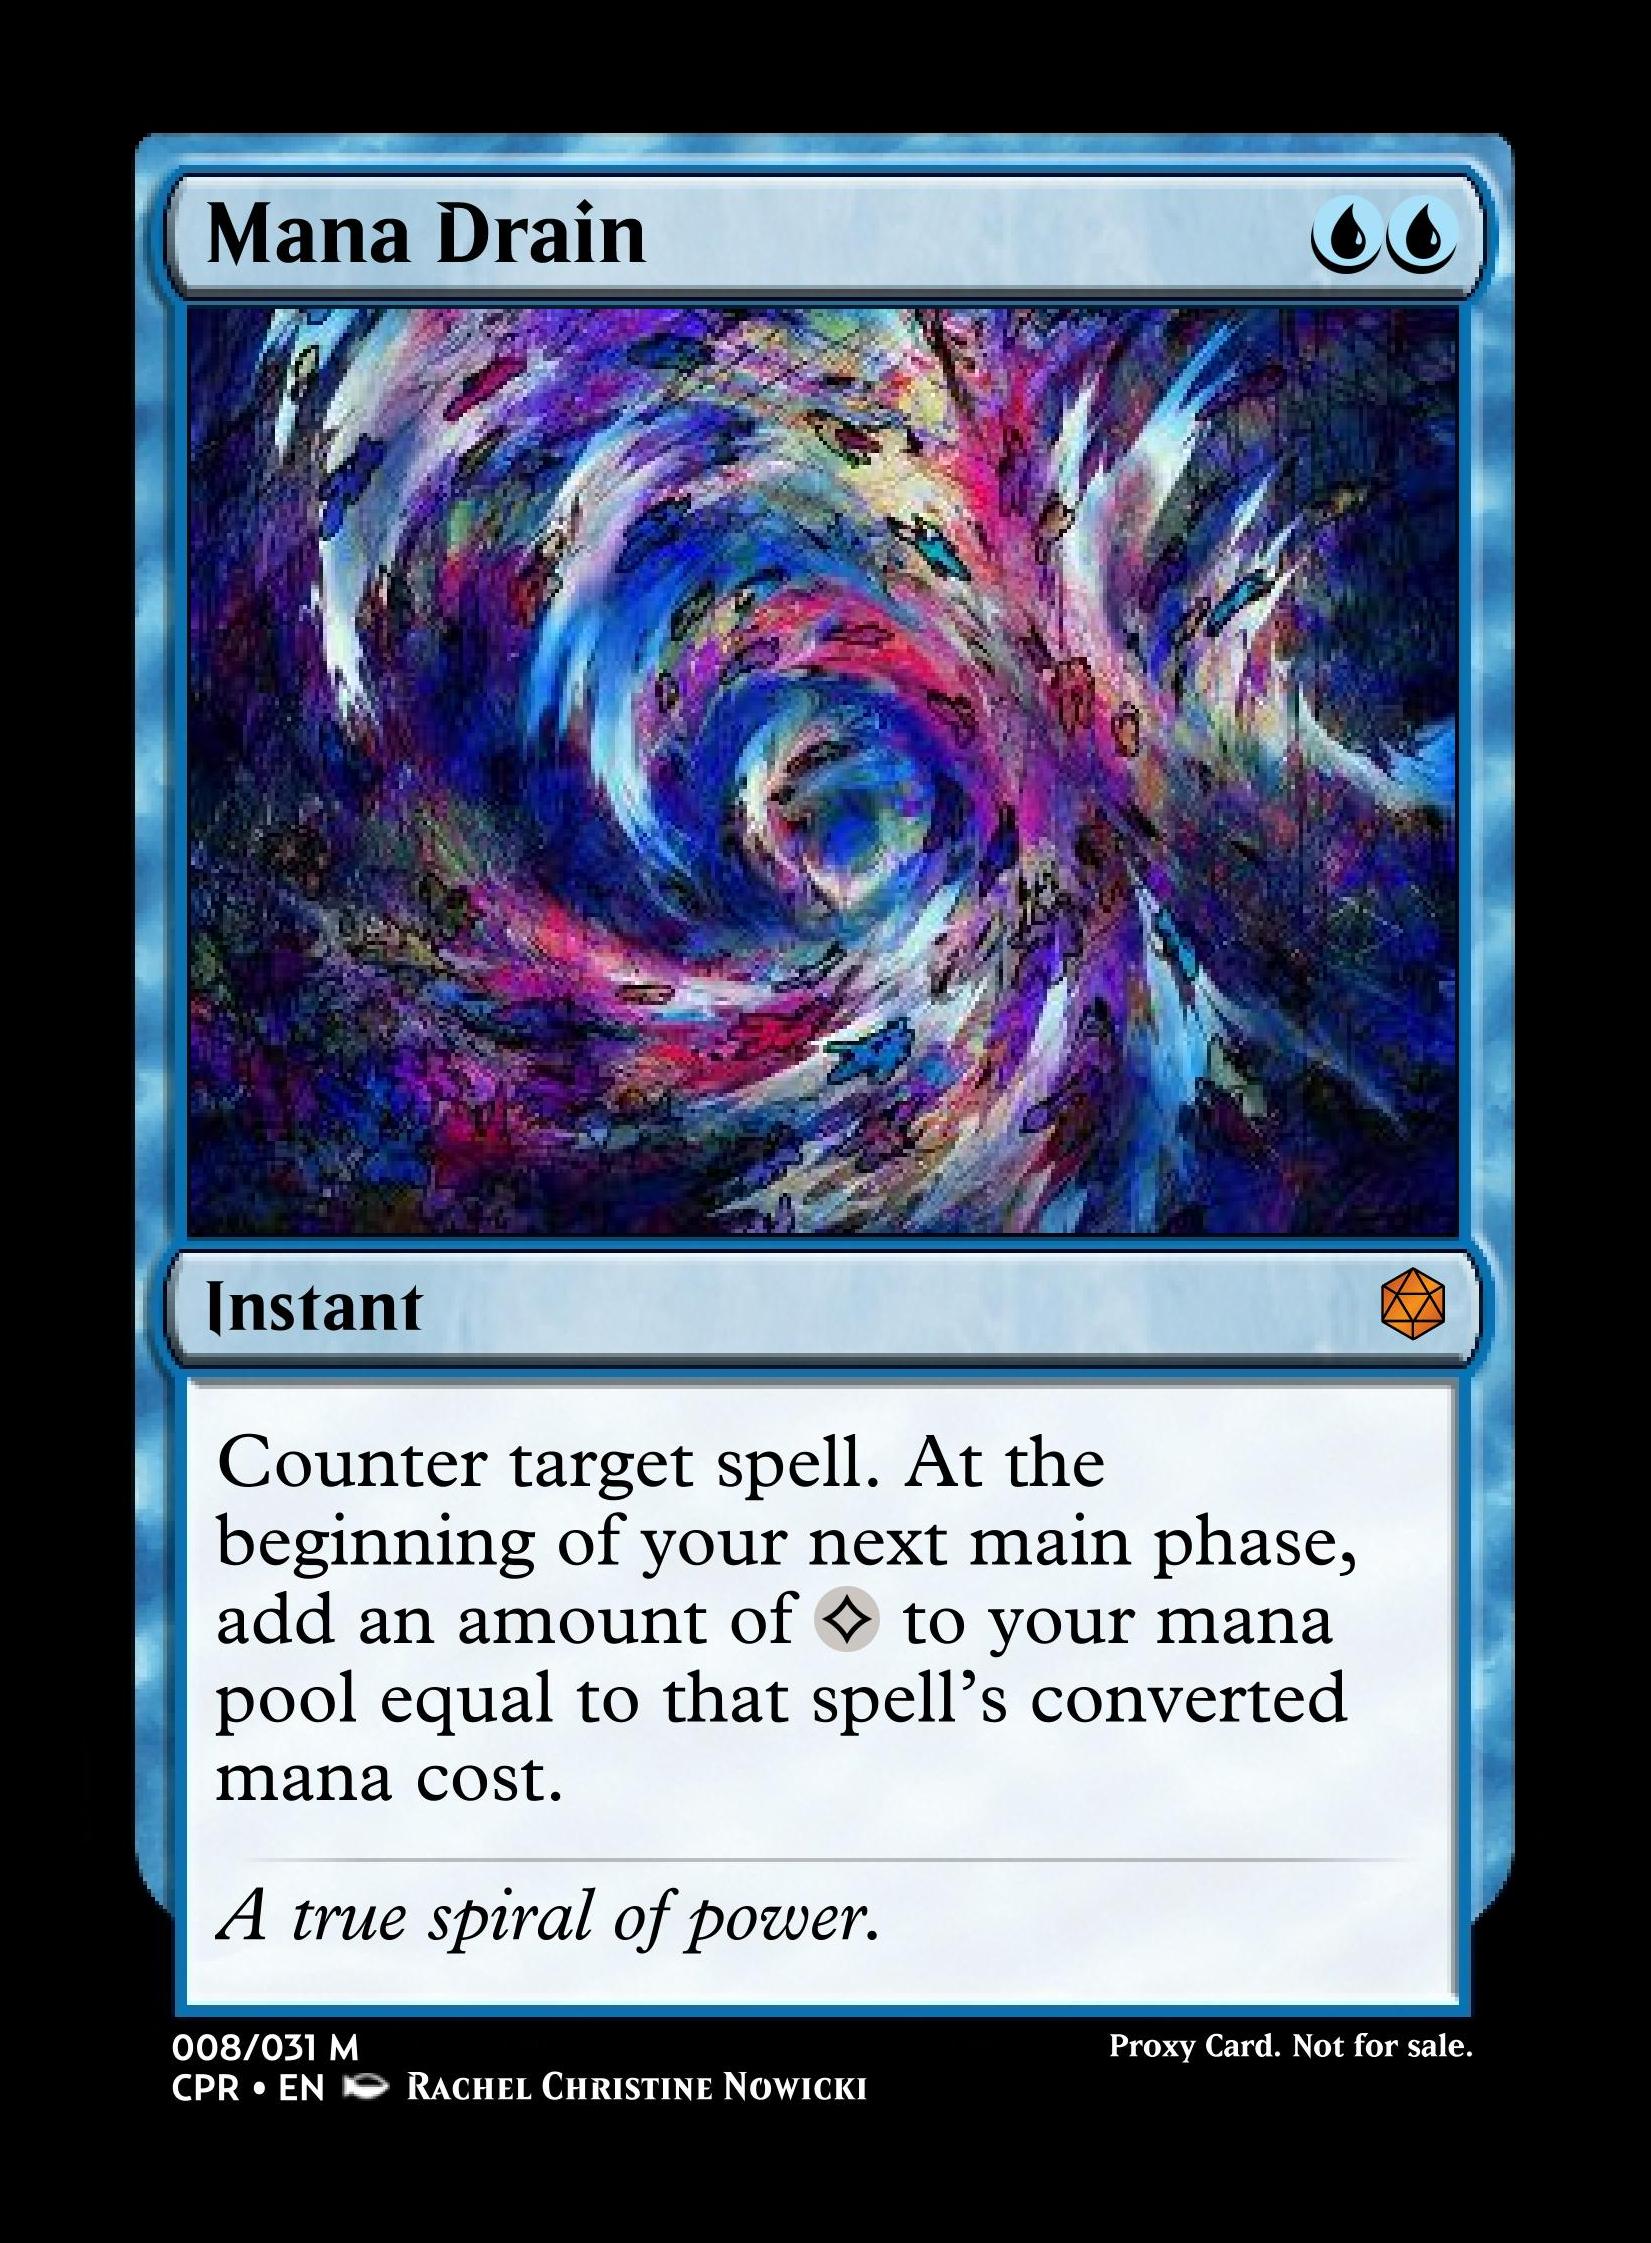 Mana Drain
Instant
Counter target spell. At the
beginning of your next main phase,
add an amount of to your mana
pool equal to that spell’s converted
mana cost.
A true spiral of power.
008/031 M
Proxy Card. Not for sale.
CPR • EN RACHEL CHRISTINE NOWICKI